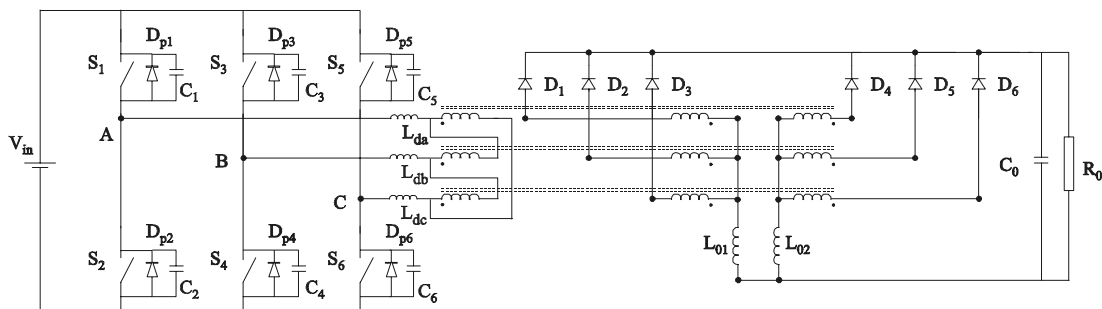 S1 Dp1 C1
S3 Dp3 C3
S5 Dp5 C5
D1 D2 D3 D4 D5 D6
Vin
A Lda
B Ldb
C Ldc
C0 R0
L01 L02
S2 Dp2 C2
S4 Dp4 C4
S6 Dp6 C6